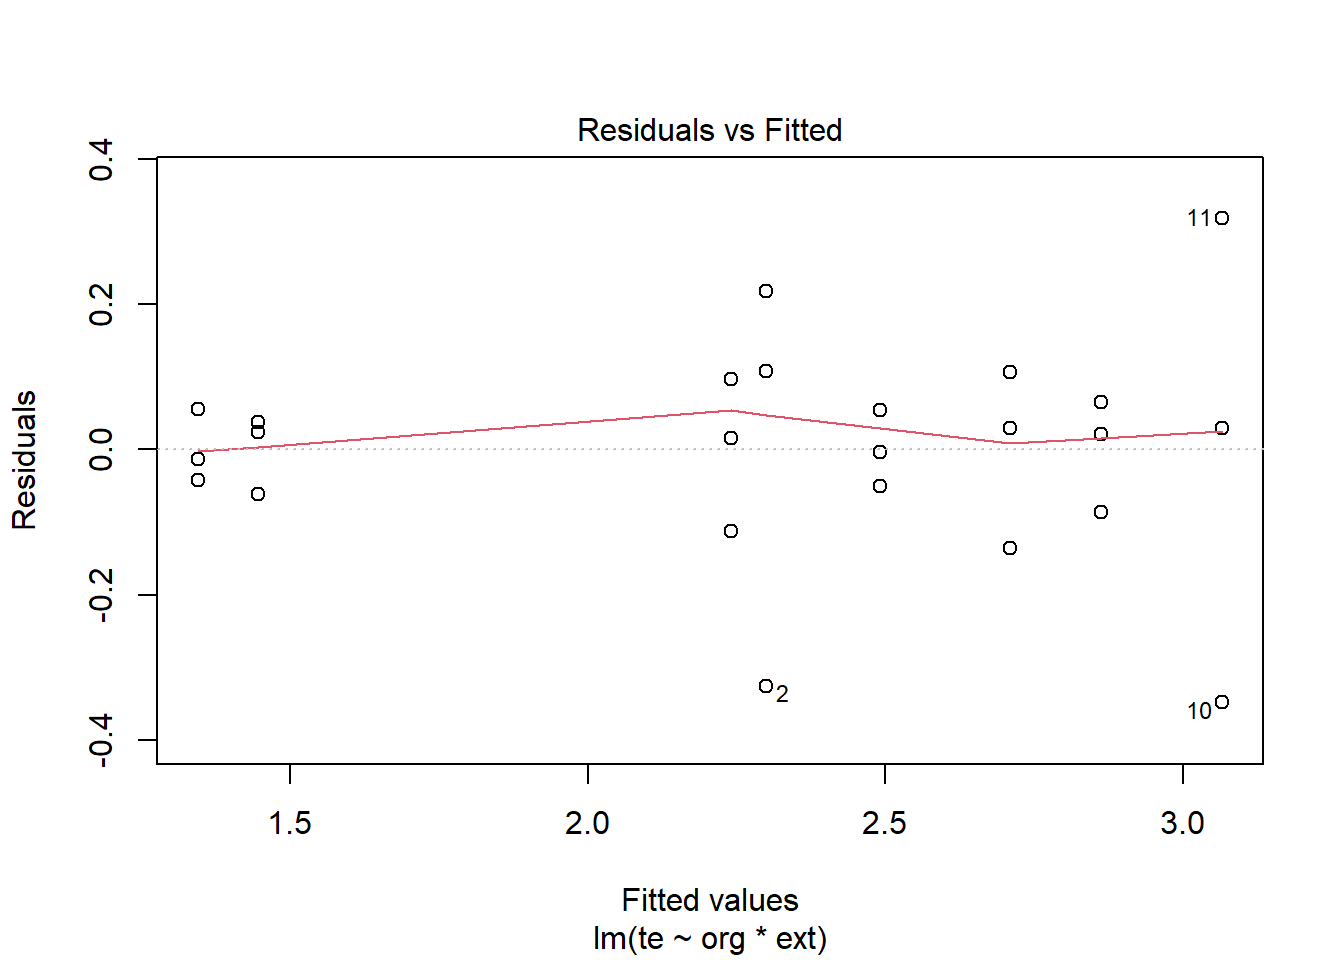 Residuals vs Fitted
0.4
0.2
0.0
-0.2
-0.4
Residuals
11
2
10
1.5 2.0 2.5 3.0
Fitted values
lm(te ~ org * ext)